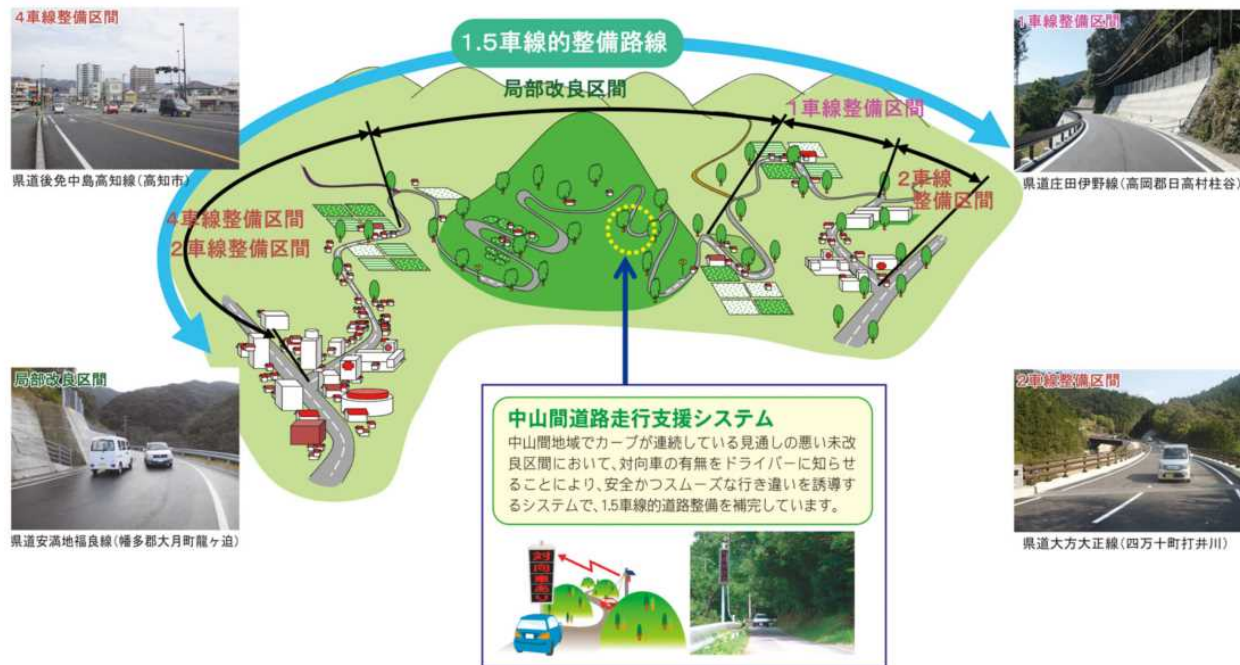 4車線整備区間
県道後免中島高知線(高知市)
1.5車線的整備路線
局部改良区間
1車線整備区間
2車線
整備区間
4車線整備区間
2車線整備区間
1車線整備区間
県道庄田伊野線(高岡郡日高村柱谷)
局部改良区間
県道安満地福良線(幡多郡大月町龍ヶ迫)
中山間道路走行支援システム
中山間地域でカーブが連続している見通しの悪い未改
良区間において、対向車の有無をドライバーに知らせ
ることにより、安全かつスムーズな行き違いを誘導す
るシステムで、1.5車線的道路整備を補完しています。
対向車あり
2車線整備区間
県道大方大正線(四万十町打井川)